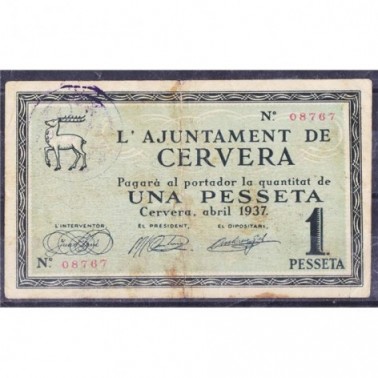 Nº 08767
L'AJUNTAMENT DE
CERVERA
Pagarà al portador la quantitat de
UNA PESSETA
Cervera, abril 1937.
L'INTERVENTOR EL PRESIDENT, EL DIPOSITARI,
1
Nº 08767
PESSETA